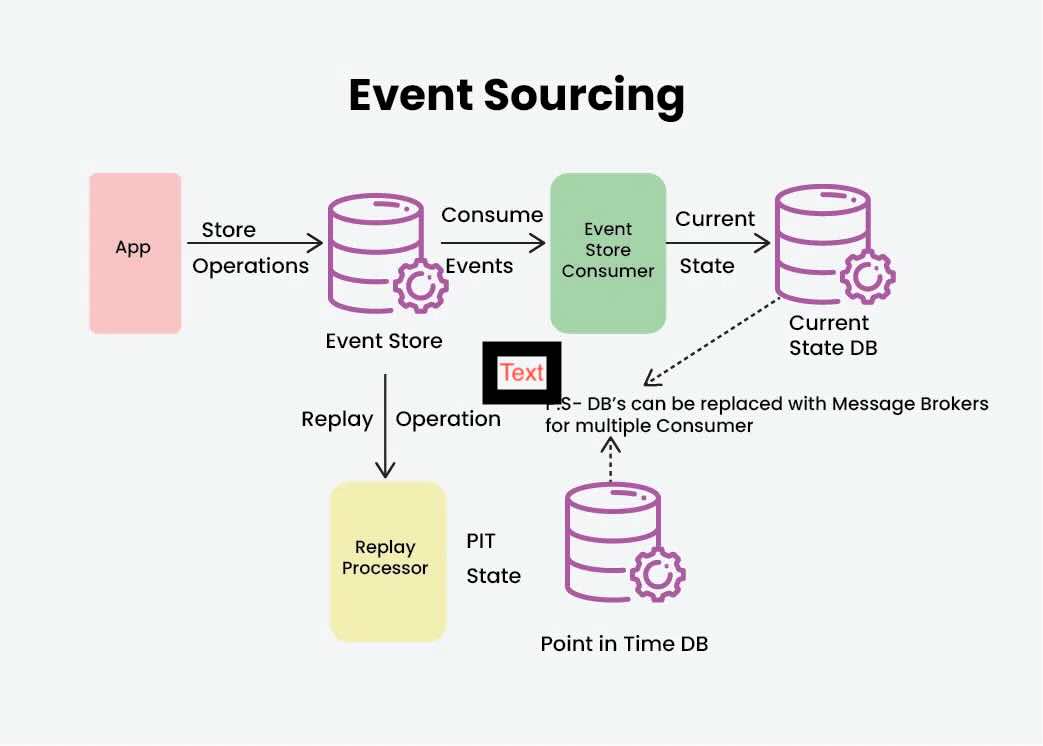 Event Sourcing
App
Store
Operations
Event Store
Consume
Events
Event
Store
Consumer
Current
State
Current
State DB
Text
P.S- DB's can be replaced with Message Brokers
for multiple Consumer
Replay Operation
Replay
Processor
PIT
State
Point in Time DB